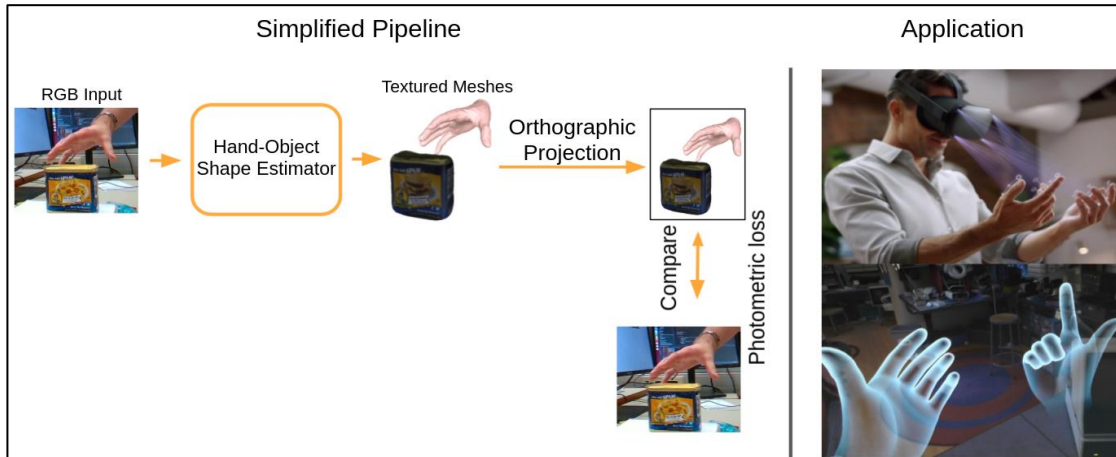 Simplified Pipeline
Application
RGB Input
Hand-Object
Shape Estimator
Textured Meshes
Orthographic
Projection
Compare
Photometric loss